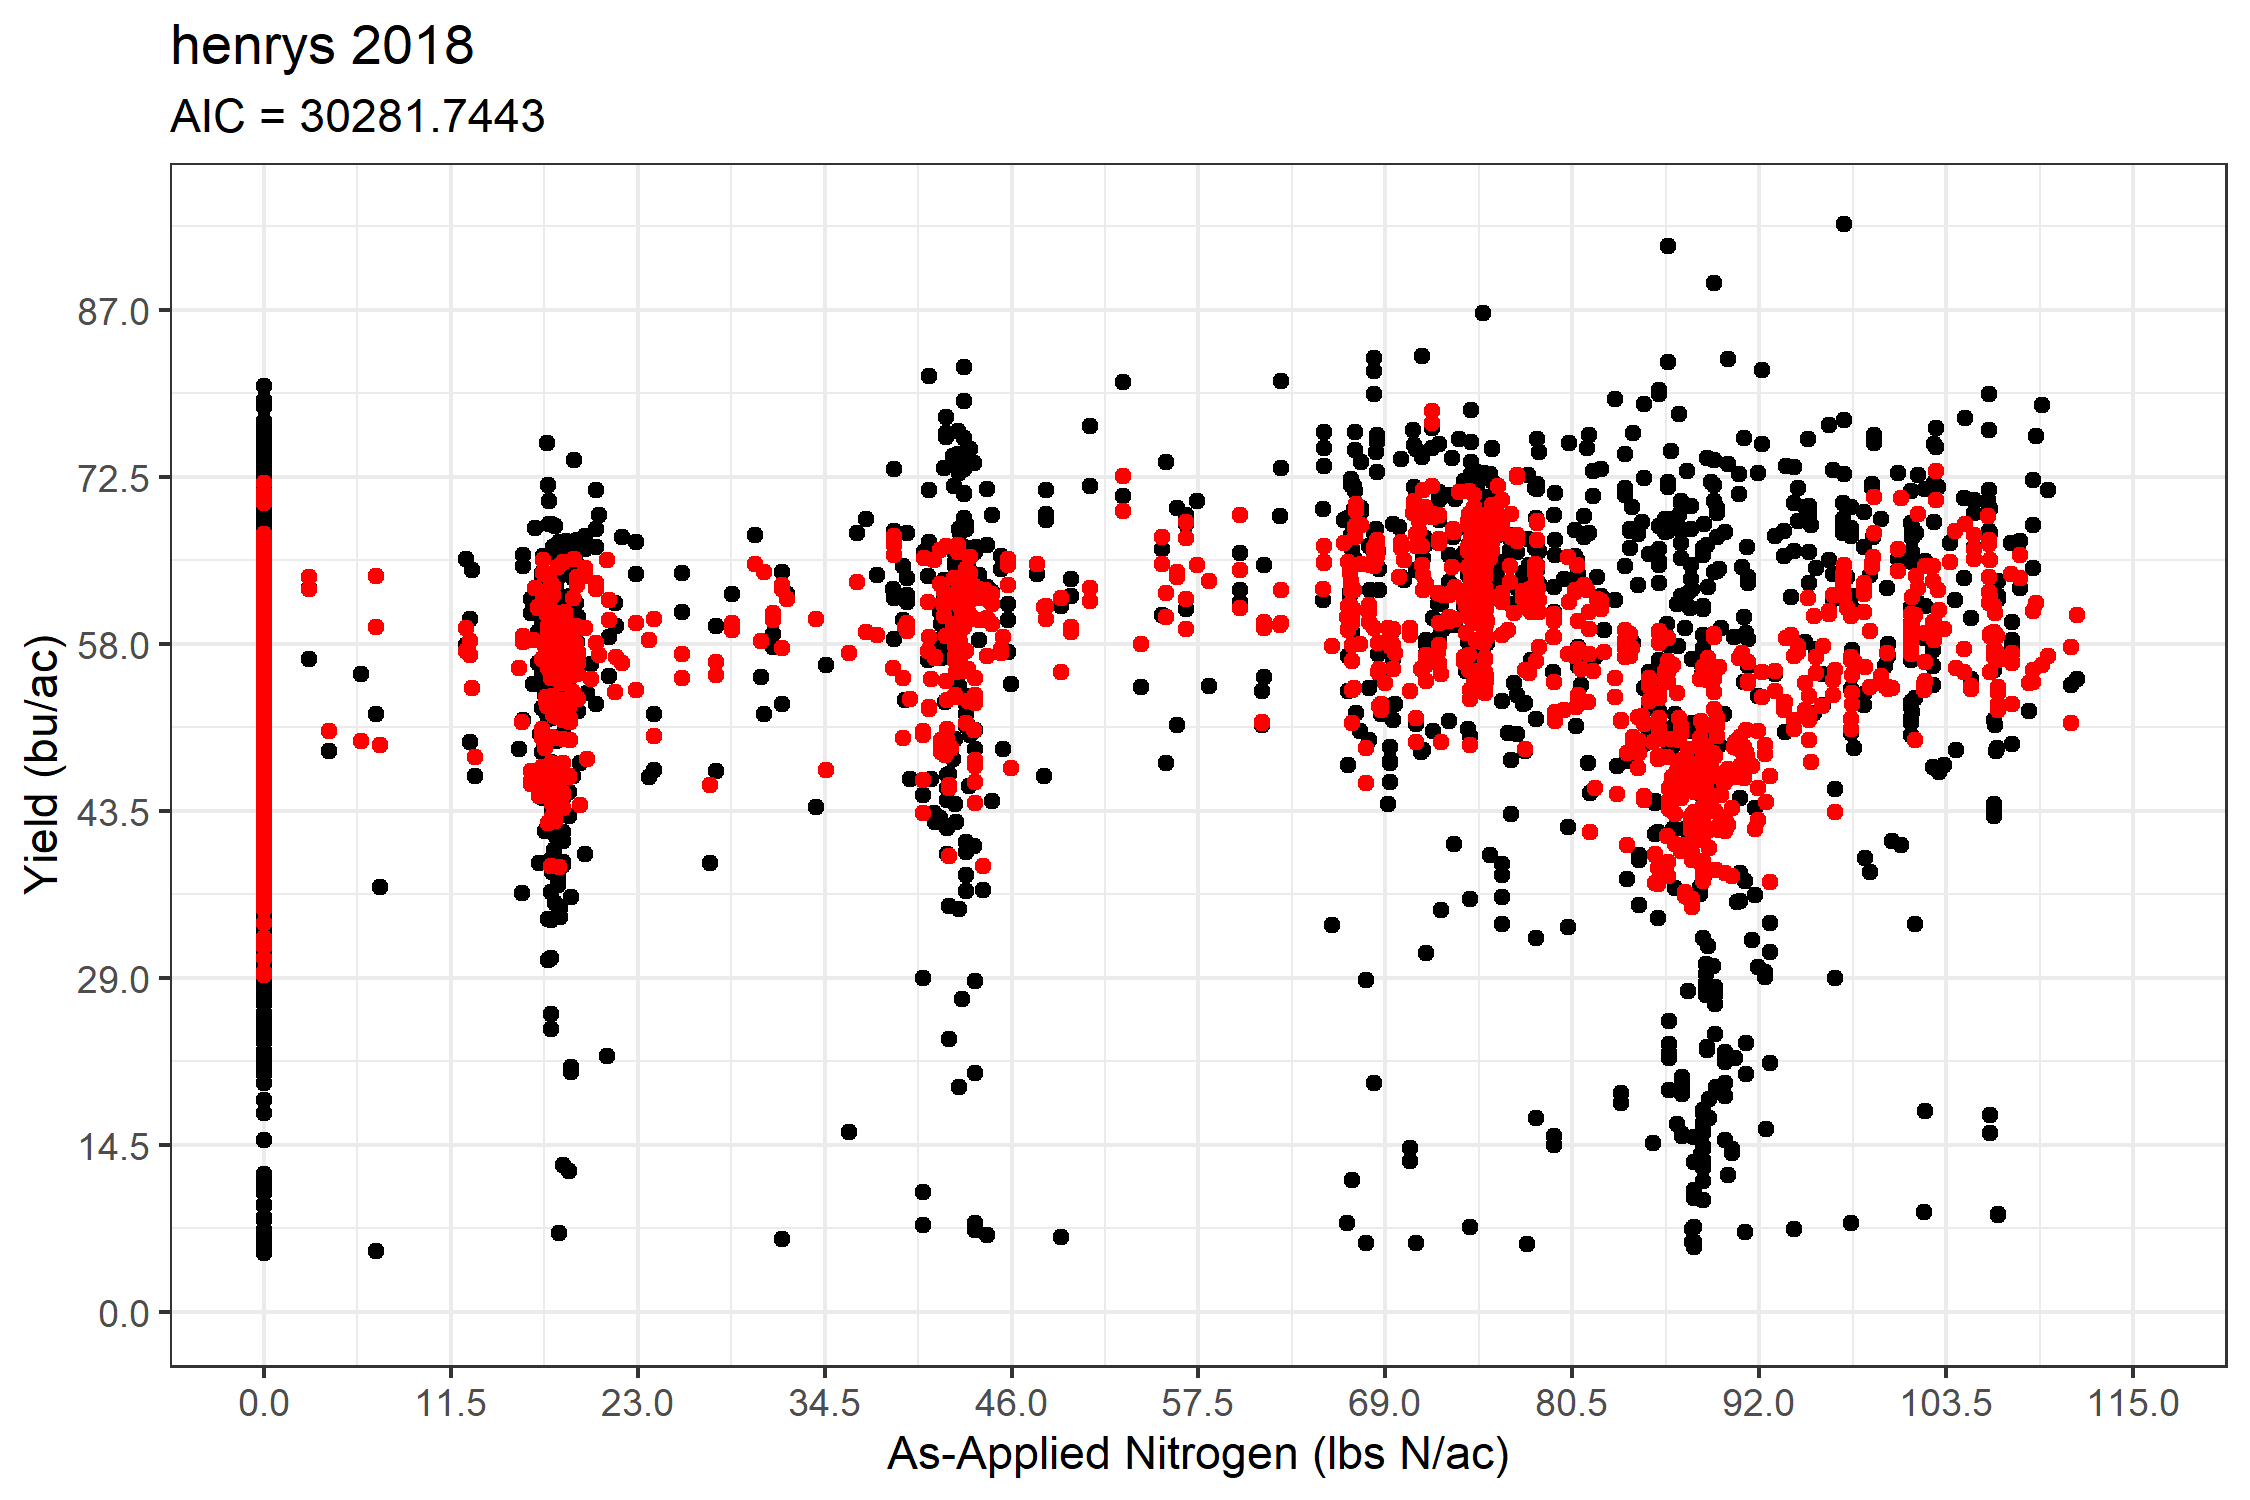 henrys 2018
AIC = 30281.7443
87.0
72.5
58.0
43.5
29.0
14.5
0.0
Yield (bu/ac)
0.0 11.5 23.0 34.5 46.0 57.5 69.0 80.5 92.0 103.5 115.0
As-Applied Nitrogen (lbs N/ac)